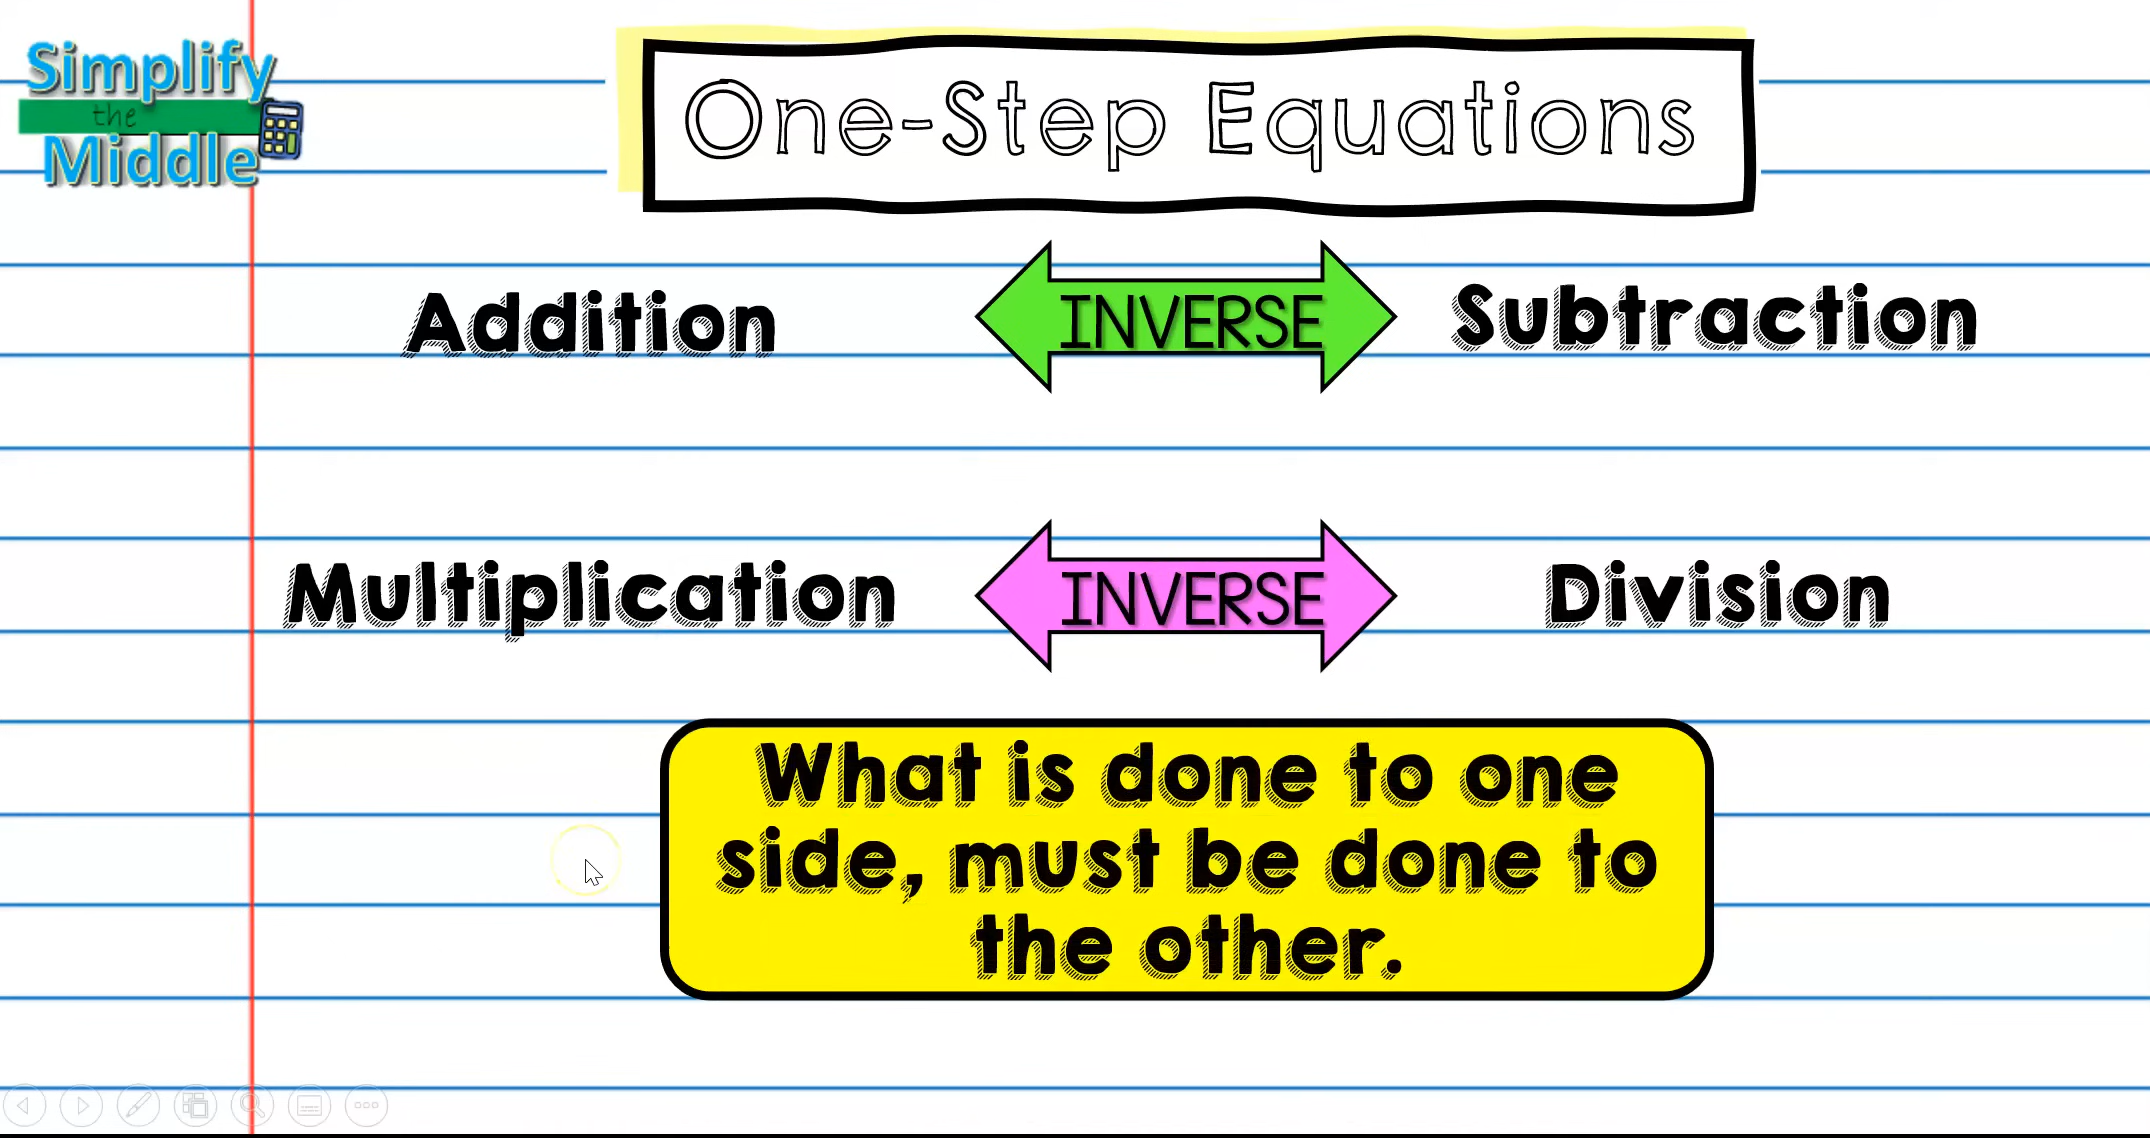 Simplify
the
Middle
One-Step Equations
Addition INVERSE Subtraction
Multiplication INVERSE Division
What is done to one
side, must be done to
the other.